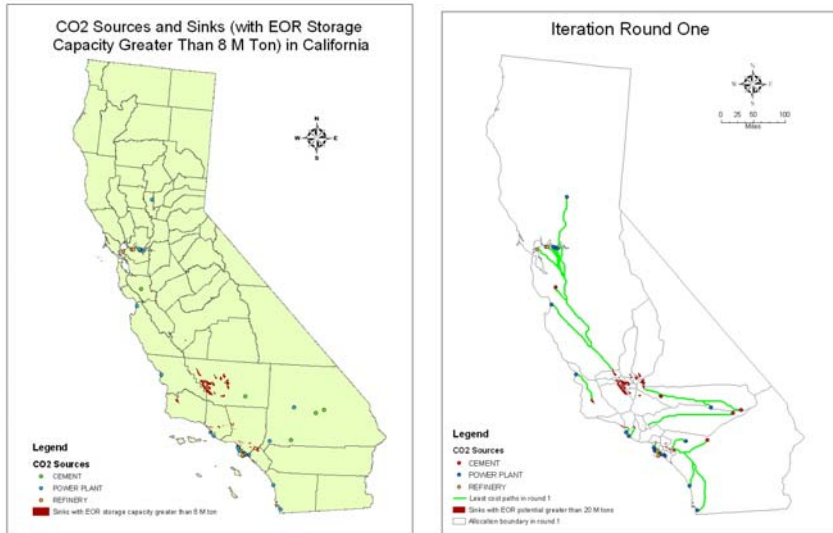 CO2 Sources and Sinks (with EOR Storage
Capacity Greater Than 8 M Ton) in California
N
W E
S
Legend
CO2 Sources
CEMENT
POWER PLANT
REFINERY
Sinks with EOR storage capacity greater than 8 M ton
Iteration Round One
0 25 50 100
Miles
Legend
CO2 Sources
CEMENT
POWER PLANT
REFINERY
Least cost paths in round 1
Sinks with EOR potential greater than 20 M tons
Allocation boundary in round 1